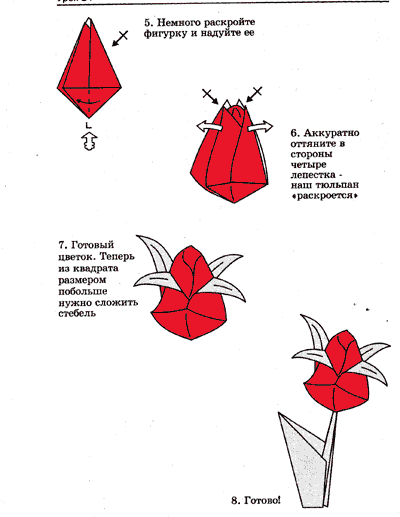 5. Немного раскройте
фигурку и надуйте ее
6. Аккуратно
оттяните в
стороны
четыре
лепестка -
наш тюльпан
«раскроется»
7. Готовый
цветок. Теперь
из квадрата
размером
побольше
нужно сложить
стебель
8. Готово!